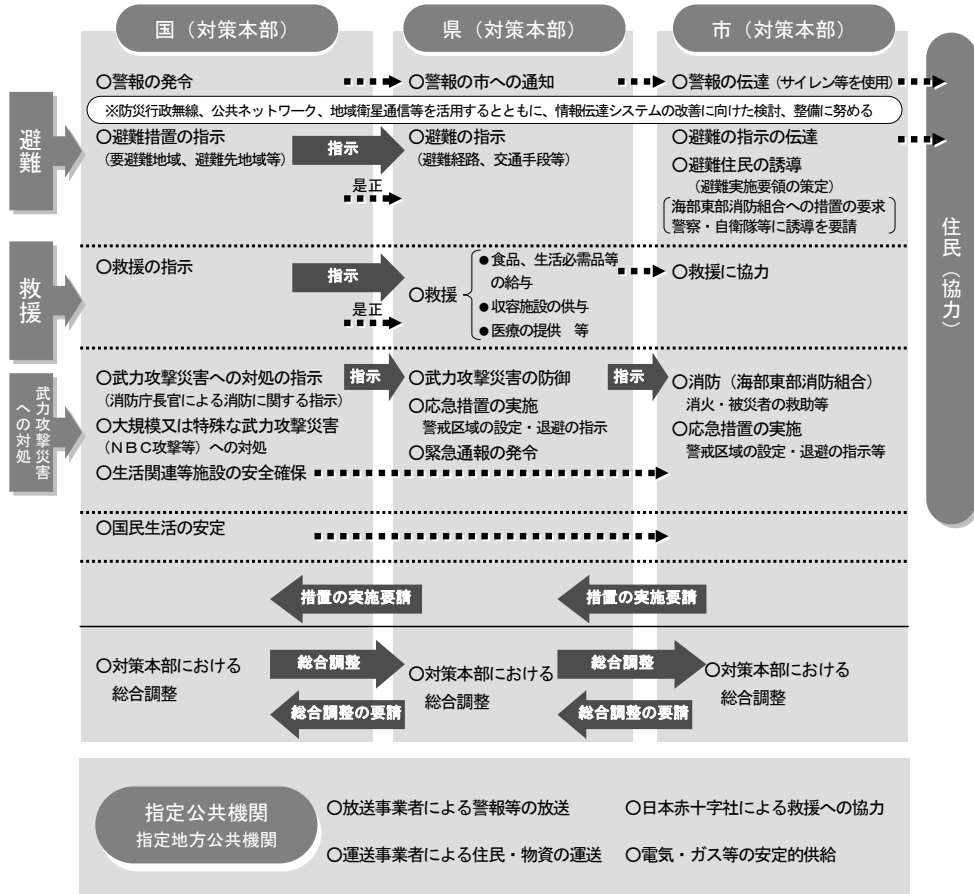 国（対策本部）
県（対策本部）
市（対策本部）
避難
〇警報の発令
〇警報の市への通知
〇警報の伝達（サイレン等を使用）
※防災行政無線、公共ネットワーク、地域衛星通信等を活用するとともに、情報伝達システムの改善に向けた検討、整備に努める
〇避難措置の指示
（要避難地域、避難先地域等）
指示
是正
〇避難の指示
（避難経路、交通手段等）
〇避難の指示の伝達
〇避難住民の誘導
（避難実施要領の策定）
海部東部消防組合への措置の要求
警察・自衛隊等に誘導を要請
住民（協力）
救援
〇救援の指示
指示
是正
〇救援
●食品、生活必需品等
の給与
●収容施設の供与
●医療の提供　等
〇救援に協力
武力攻撃災害
への対処
〇武力攻撃災害への対処の指示
（消防庁長官による消防に関する指示）
〇大規模又は特殊な武力攻撃災害
（ＮＢＣ攻撃等）への対処
〇生活関連等施設の安全確保
指示
〇武力攻撃災害の防御
〇応急措置の実施
警戒区域の設定・退避の指示
〇緊急通報の発令
指示
〇消防（海部東部消防組合）
消火・被災者の救助等
〇応急措置の実施
警戒区域の設定・退避の指示等
〇国民生活の安定
措置の実施要請
措置の実施要請
〇対策本部における
総合調整
総合調整
総合調整の要請
〇対策本部における
総合調整
総合調整
総合調整の要請
〇対策本部における
総合調整
指定公共機関
指定地方公共機関
〇放送事業者による警報等の放送
〇日本赤十字社による救援への協力
〇運送事業者による住民・物資の運送
〇電気・ガス等の安定的供給